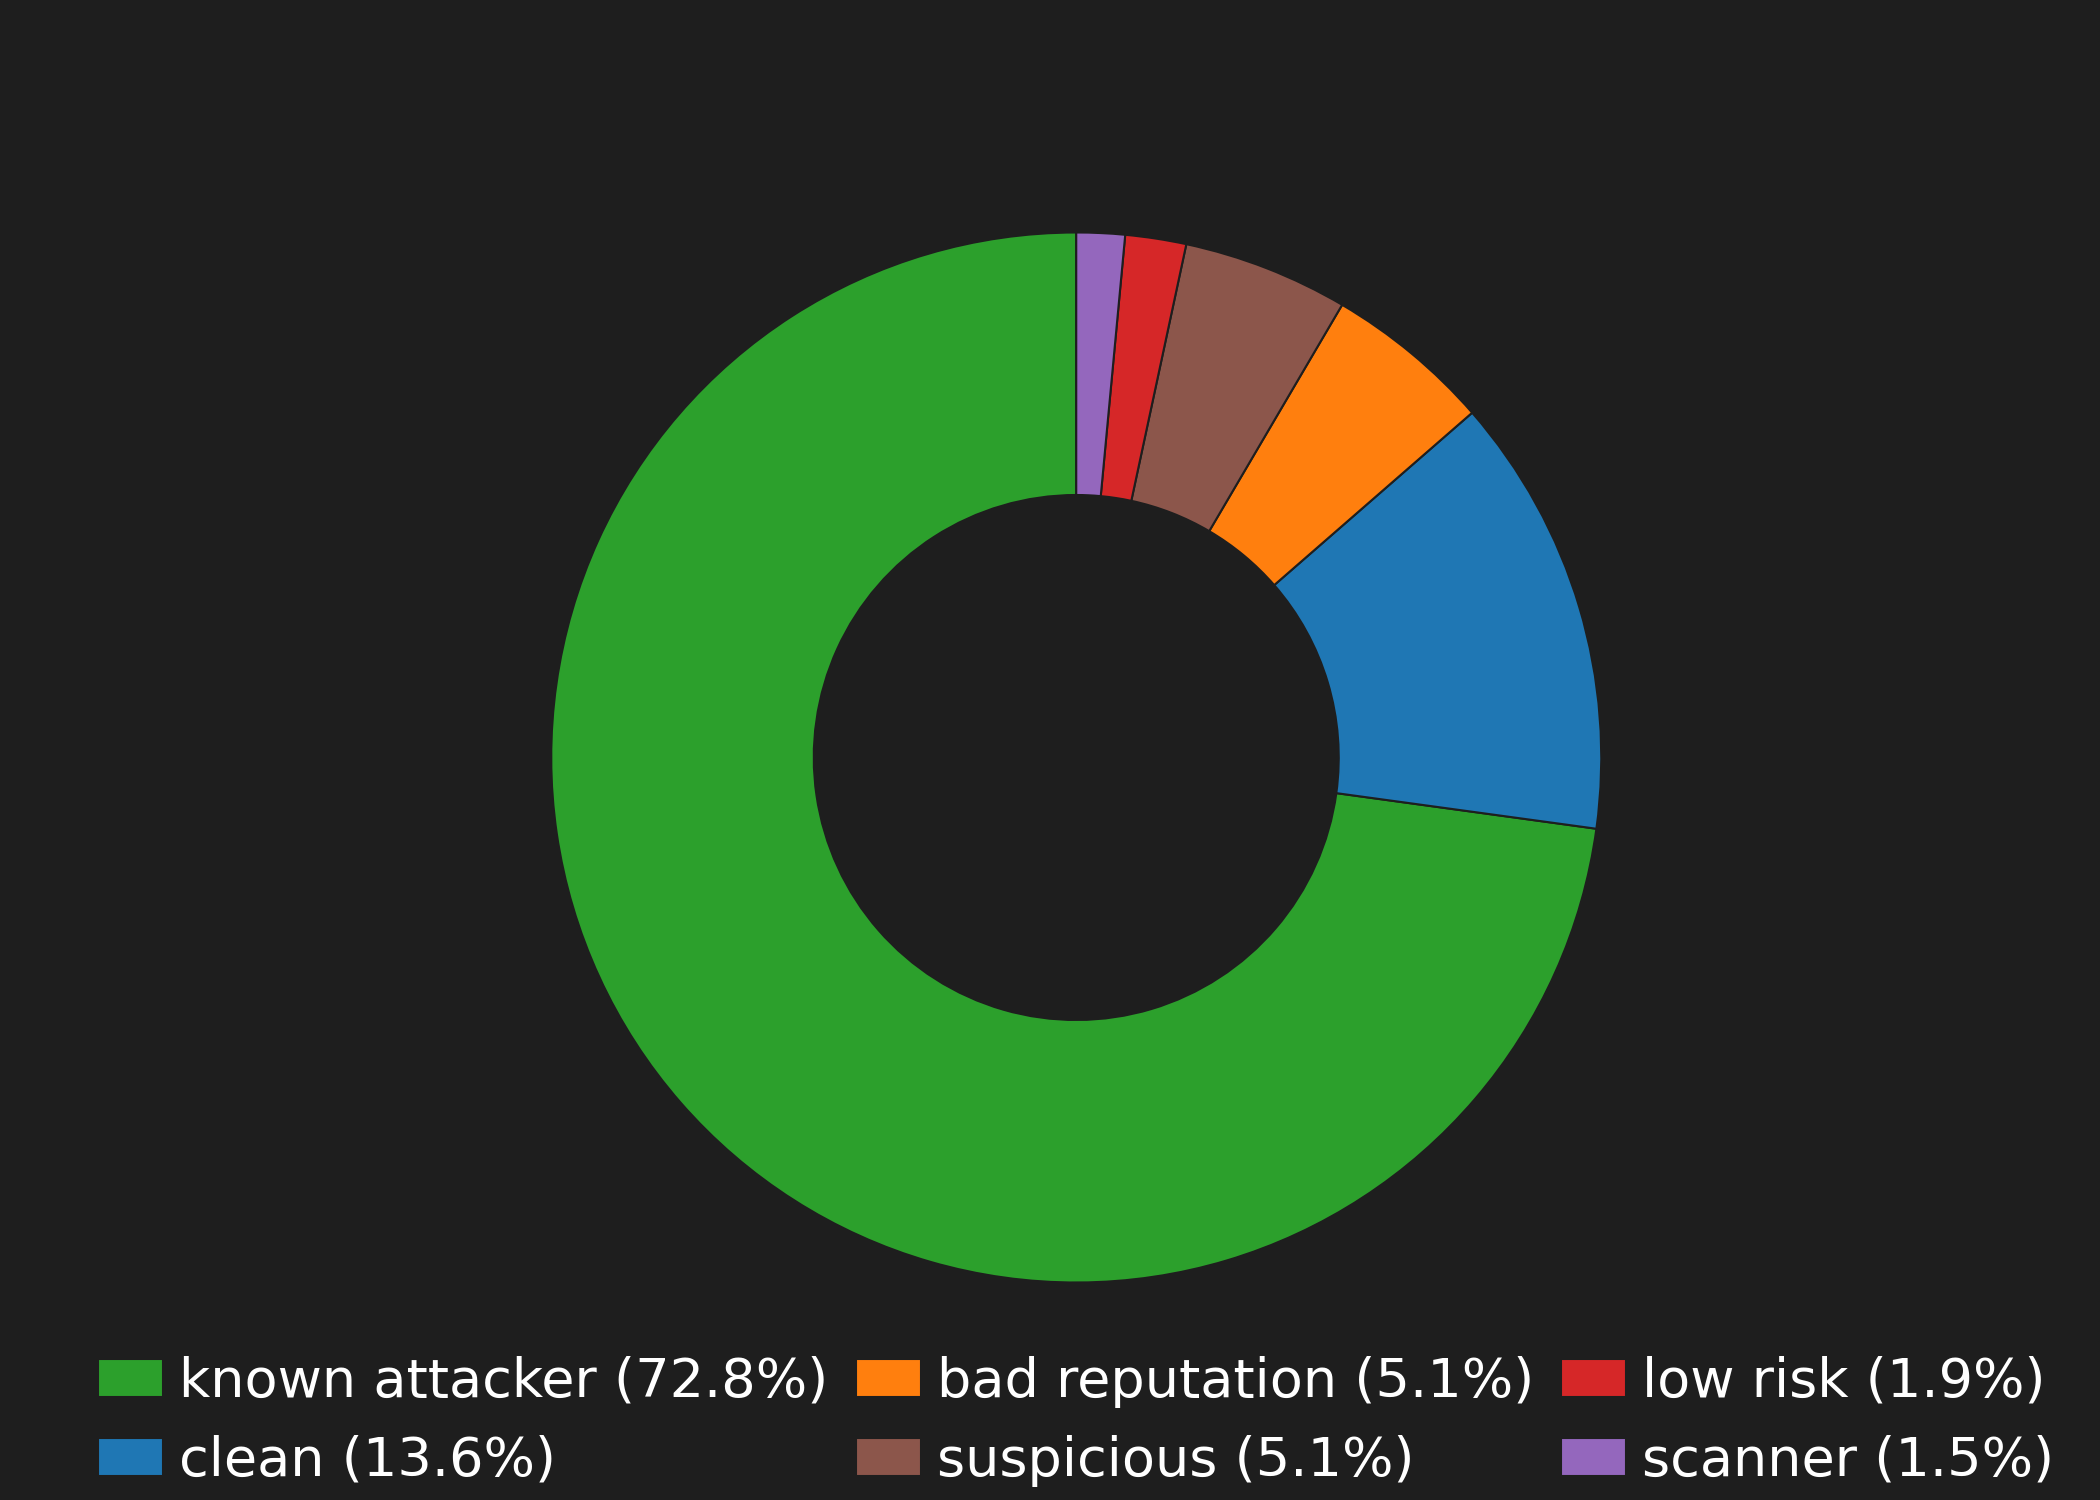 known attacker (72.8%) bad reputation (5.1%) low risk (1.9%)
clean (13.6%) suspicious (5.1%) scanner (1.5%)